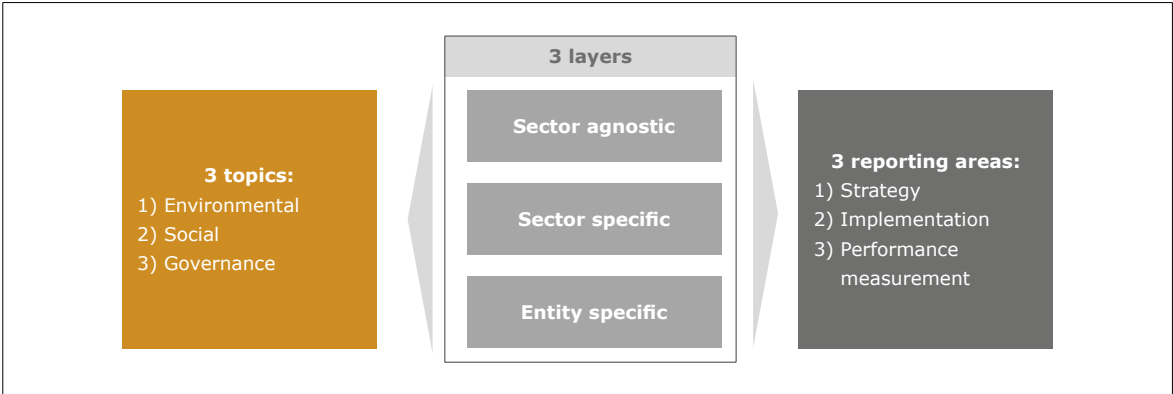 3 topics:
1) Environmental
2) Social
3) Governance
3 layers
Sector agnostic
Sector specific
Entity specific
3 reporting areas:
1) Strategy
2) Implementation
3) Performance
measurement